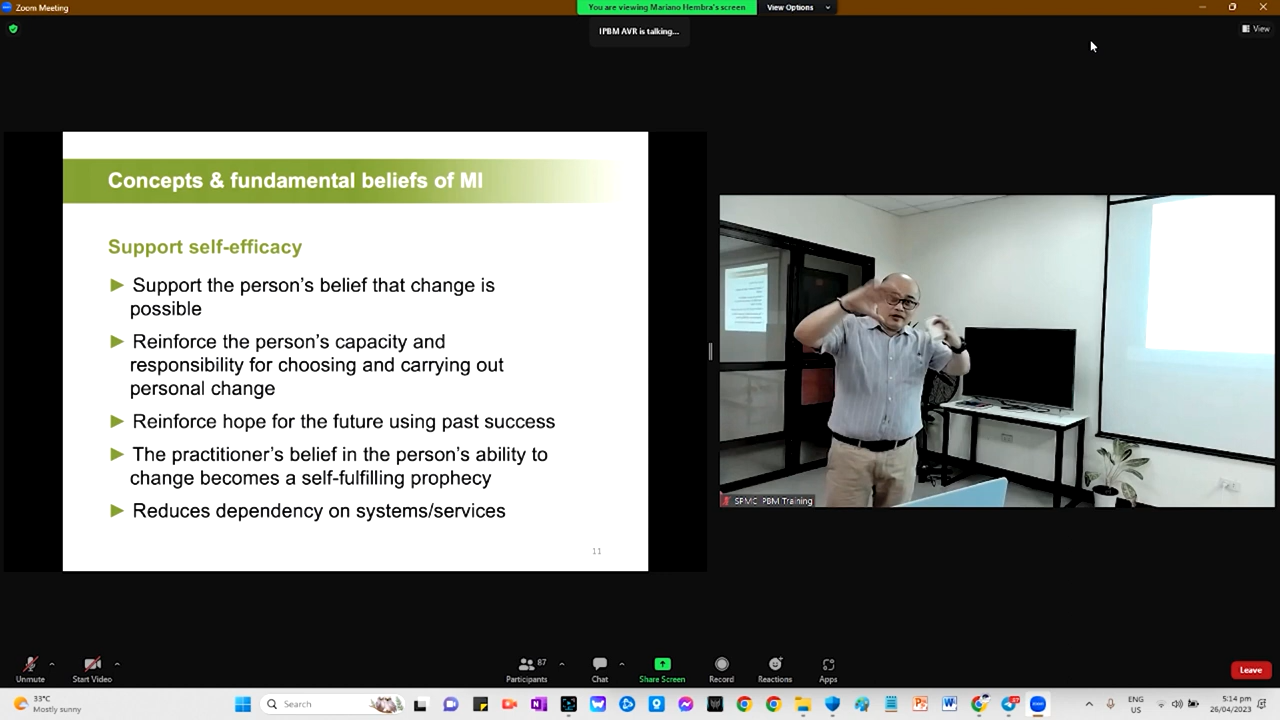 Zoom Meeting
You are viewing Mariano Hembra's screen
View Options
IPBM AVR is talking...
View
Concepts & fundamental beliefs of MI
Support self-efficacy
► Support the person's belief that change is
possible
► Reinforce the person's capacity and
responsibility for choosing and carrying out
personal change
► Reinforce hope for the future using past success
► The practitioner's belief in the person's ability to
change becomes a self-fulfilling prophecy
► Reduces dependency on systems/services
11
SPMC IPBM Training
Unmute
Start Video
87
Participants
Chat
Share Screen
Record
Reactions
Apps
Leave
33°C
Mostly sunny
Search
ENG
US
5:14 pm
26/04/2023